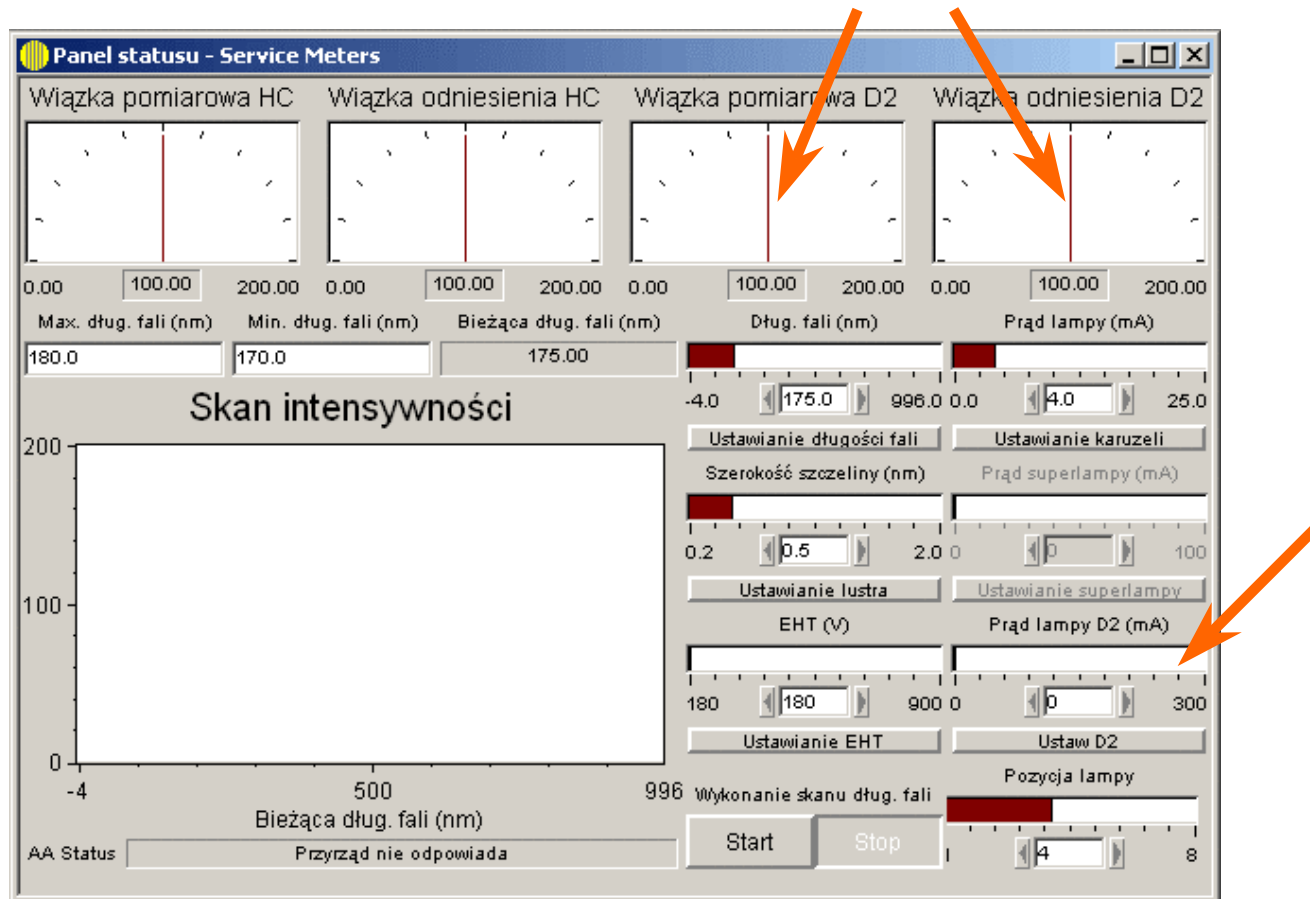 Panel statusu - Service Meters
Wiązka pomiarowa HC Wiązka odniesienia HC Wiązka pomiarowa D2 Wiązka odniesienia D2
0.00 100.00 200.00 0.00 100.00 200.00 0.00 100.00 200.00 0.00 100.00 200.00
Max. dług. fali (nm) Min. dług. fali (nm) Bieżąca dług. fali (nm) Dług. fali (nm) Prąd lampy (mA)
180.0 170.0 175.00
-4.0 175.0 996.0 0.0 4.0 25.0
Skan intensywności
Ustawianie długości fali Ustawianie karuzeli
200
Szerokość szczeliny (nm) Prąd superlampy (mA)
0.2 0.5 2.0 0 0 100
Ustawianie lustra Ustawianie superlampy
100
EHT (V) Prąd lampy D2 (mA)
180 180 900 0 0 300
Ustawianie EHT Ustaw D2
0
-4 500 996
Pozycja lampy
Wykonanie skanu dług. fali
Bieżąca dług. fali (nm)
Start Stop
AA Status Przyrząd nie odpowiada
1 4 8